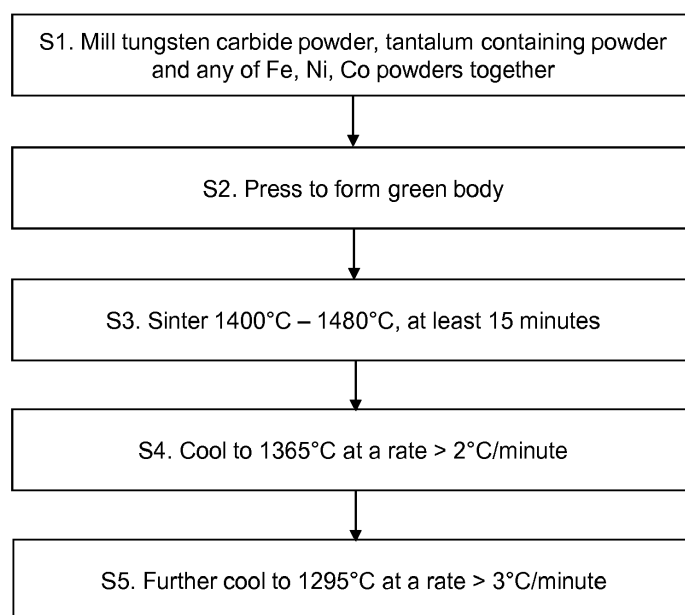 S1. Mill tungsten carbide powder, tantalum containing powder
and any of Fe, Ni, Co powders together
S2. Press to form green body
S3. Sinter 1400°C – 1480°C, at least 15 minutes
S4. Cool to 1365°C at a rate > 2°C/minute
S5. Further cool to 1295°C at a rate > 3°C/minute